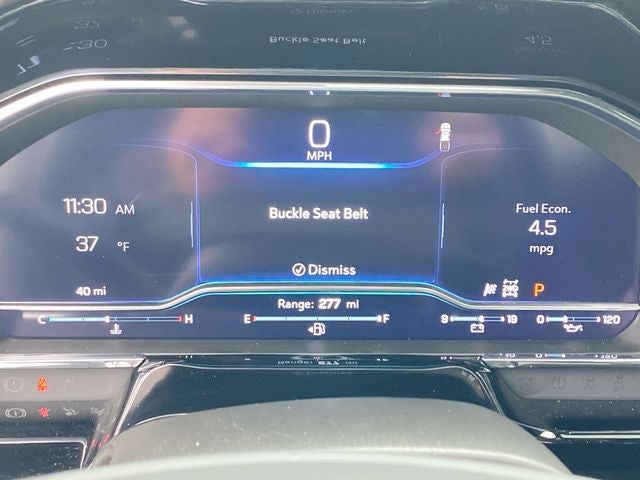 0
MPH
11:30 AM
37 °F
Buckle Seat Belt
Fuel Econ.
4.5
mpg
Dismiss
40 mi
2WD
P
Range: 277 mi
C H
E F
9 19
0 120